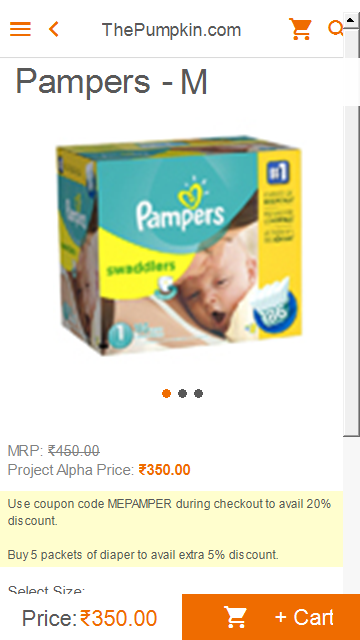 ThePumpkin.com
Pampers - M
#1
Pampers
swaddlers
1
MRP: ₹450.00
Project Alpha Price: ₹350.00
Use coupon code MEPAMPER during checkout to avail 20%
discount.
Buy 5 packets of diaper to avail extra 5% discount.
Select Size:
Price: ₹350.00
+ Cart